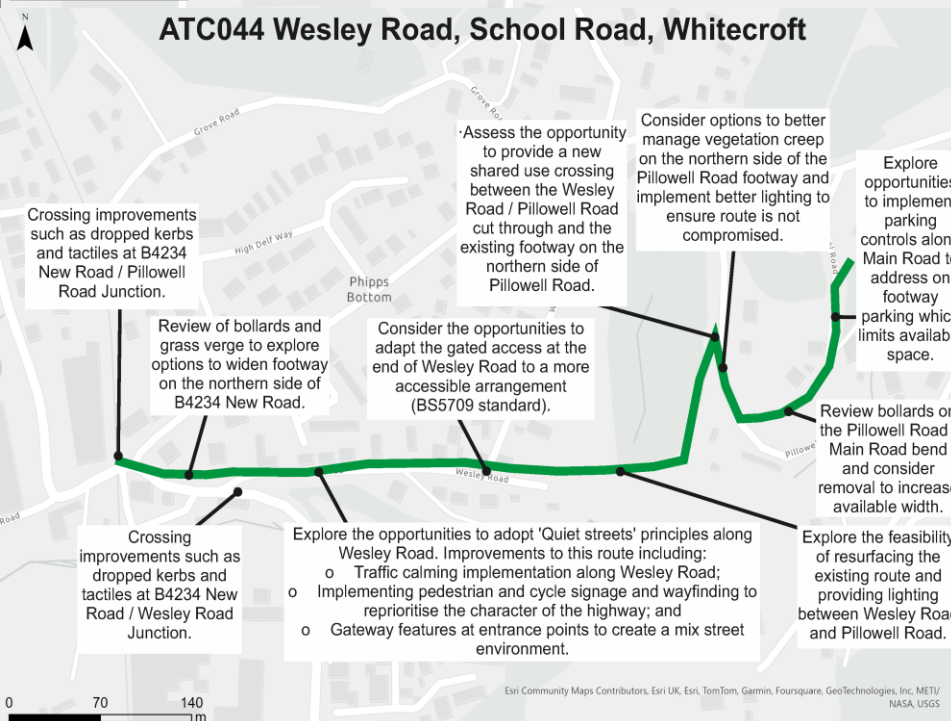 N
ATC044 Wesley Road, School Road, Whitecroft
Grove Road
·Assess the opportunity
to provide a new
shared use crossing
between the Wesley
Road / Pillowell Road
cut through and the
existing footway on the
northern side of
Pillowell Road.
Consider options to better
manage vegetation creep
on the northern side of the
Pillowell Road footway and
implement better lighting to
ensure route is not
compromised.
Explore
opportunities
to implemen
parking
controls alon
Main Road to
address on
footway
parking whic
limits availab
space.
Crossing improvements
such as dropped kerbs
and tactiles at B4234
New Road / Pillowell
Road Junction.
High Delf Way
Phipps
Bottom
Review of bollards and
grass verge to explore
options to widen footway
on the northern side of
B4234 New Road.
Consider the opportunities to
adapt the gated access at the
end of Wesley Road to a more
accessible arrangement
(BS5709 standard).
Review bollards on
the Pillowell Road
Main Road bend
and consider
removal to increase
available width.
Wesley Road
Road
Crossing
improvements such as
dropped kerbs and
tactiles at B4234 New
Road / Wesley Road
Junction.
Explore the opportunities to adopt 'Quiet streets' principles along
Wesley Road. Improvements to this route including:
o Traffic calming implementation along Wesley Road;
o Implementing pedestrian and cycle signage and wayfinding to
reprioritise the character of the highway; and
o Gateway features at entrance points to create a mix street
environment.
Explore the feasibility
of resurfacing the
existing route and
providing lighting
between Wesley Road
and Pillowell Road.
0 70 140
m
Esri Community Maps Contributors, Esri UK, Esri, TomTom, Garmin, Foursquare, GeoTechnologies, Inc, METI/
NASA, USGS